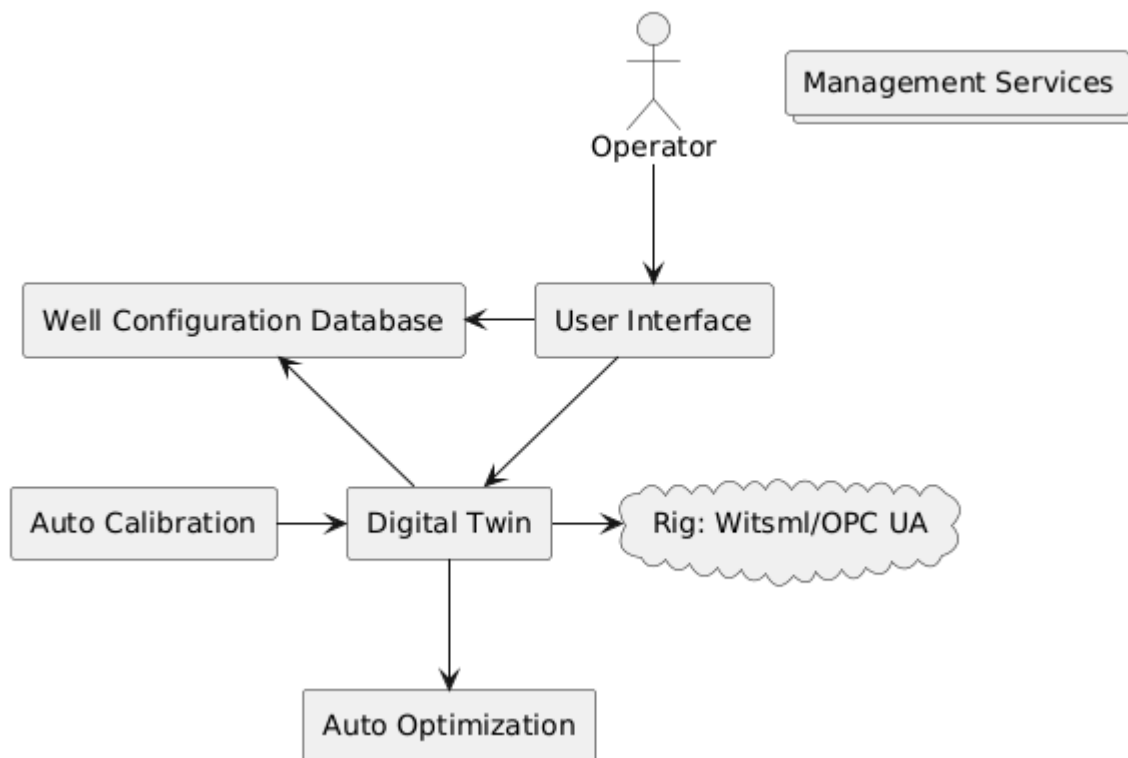 Management Services
Operator
Well Configuration Database
User Interface
Auto Calibration
Digital Twin
Rig: Witsml/OPC UA
Auto Optimization